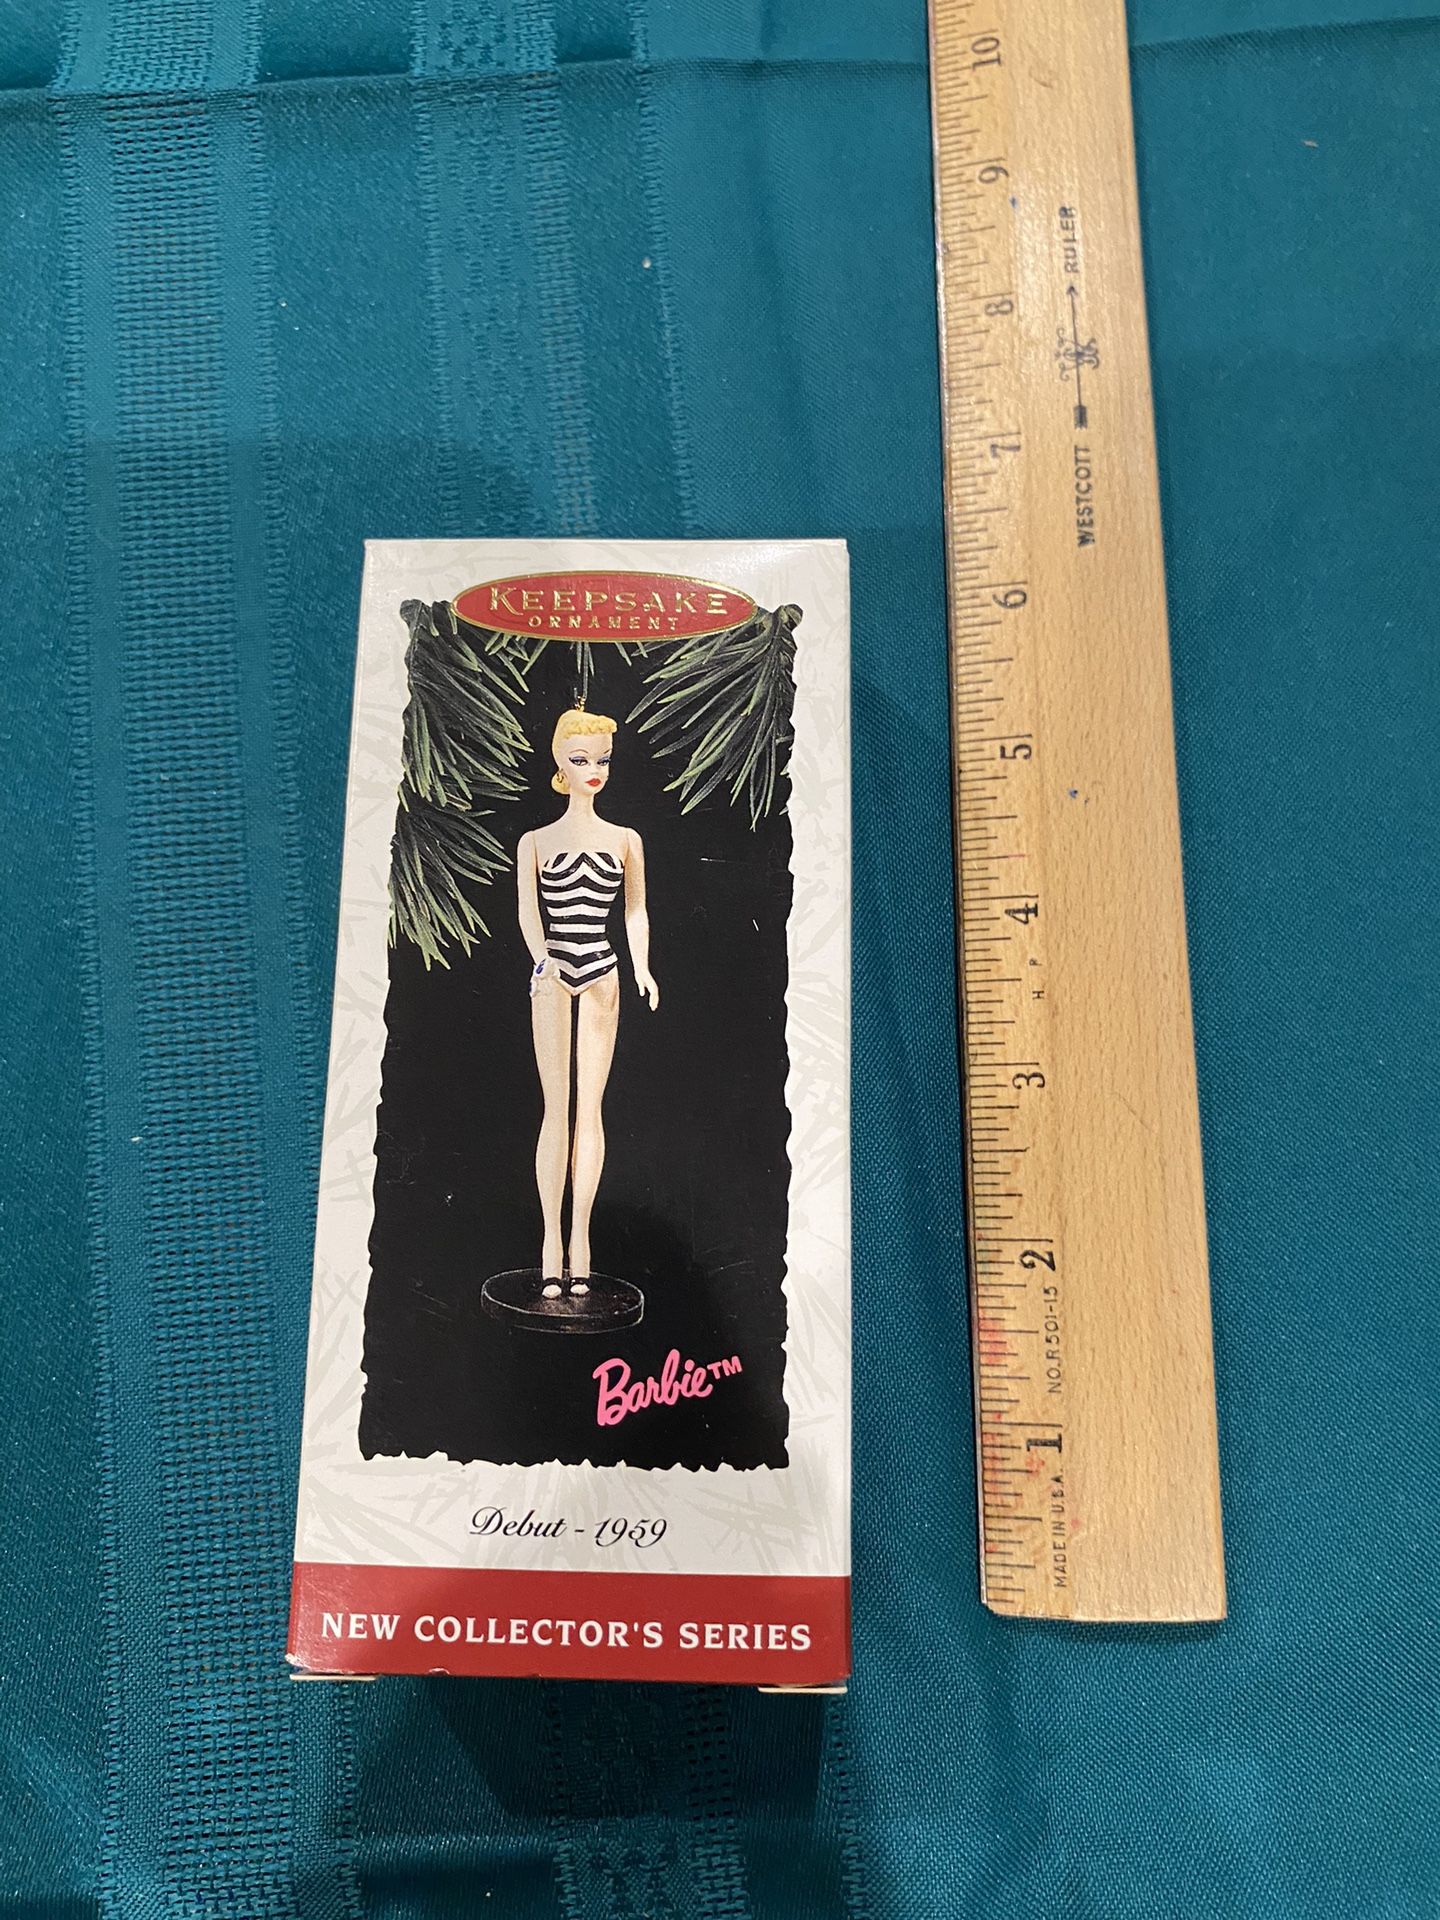 KEEPSAKE
ORNAMENT
Barbie™
Debut - 1959
NEW COLLECTOR'S SERIES
10
9
8
7
6
5
4
3
2
1
WESTCOTT
RULER
H P
NO.R501-15
MADE IN U.S.A.